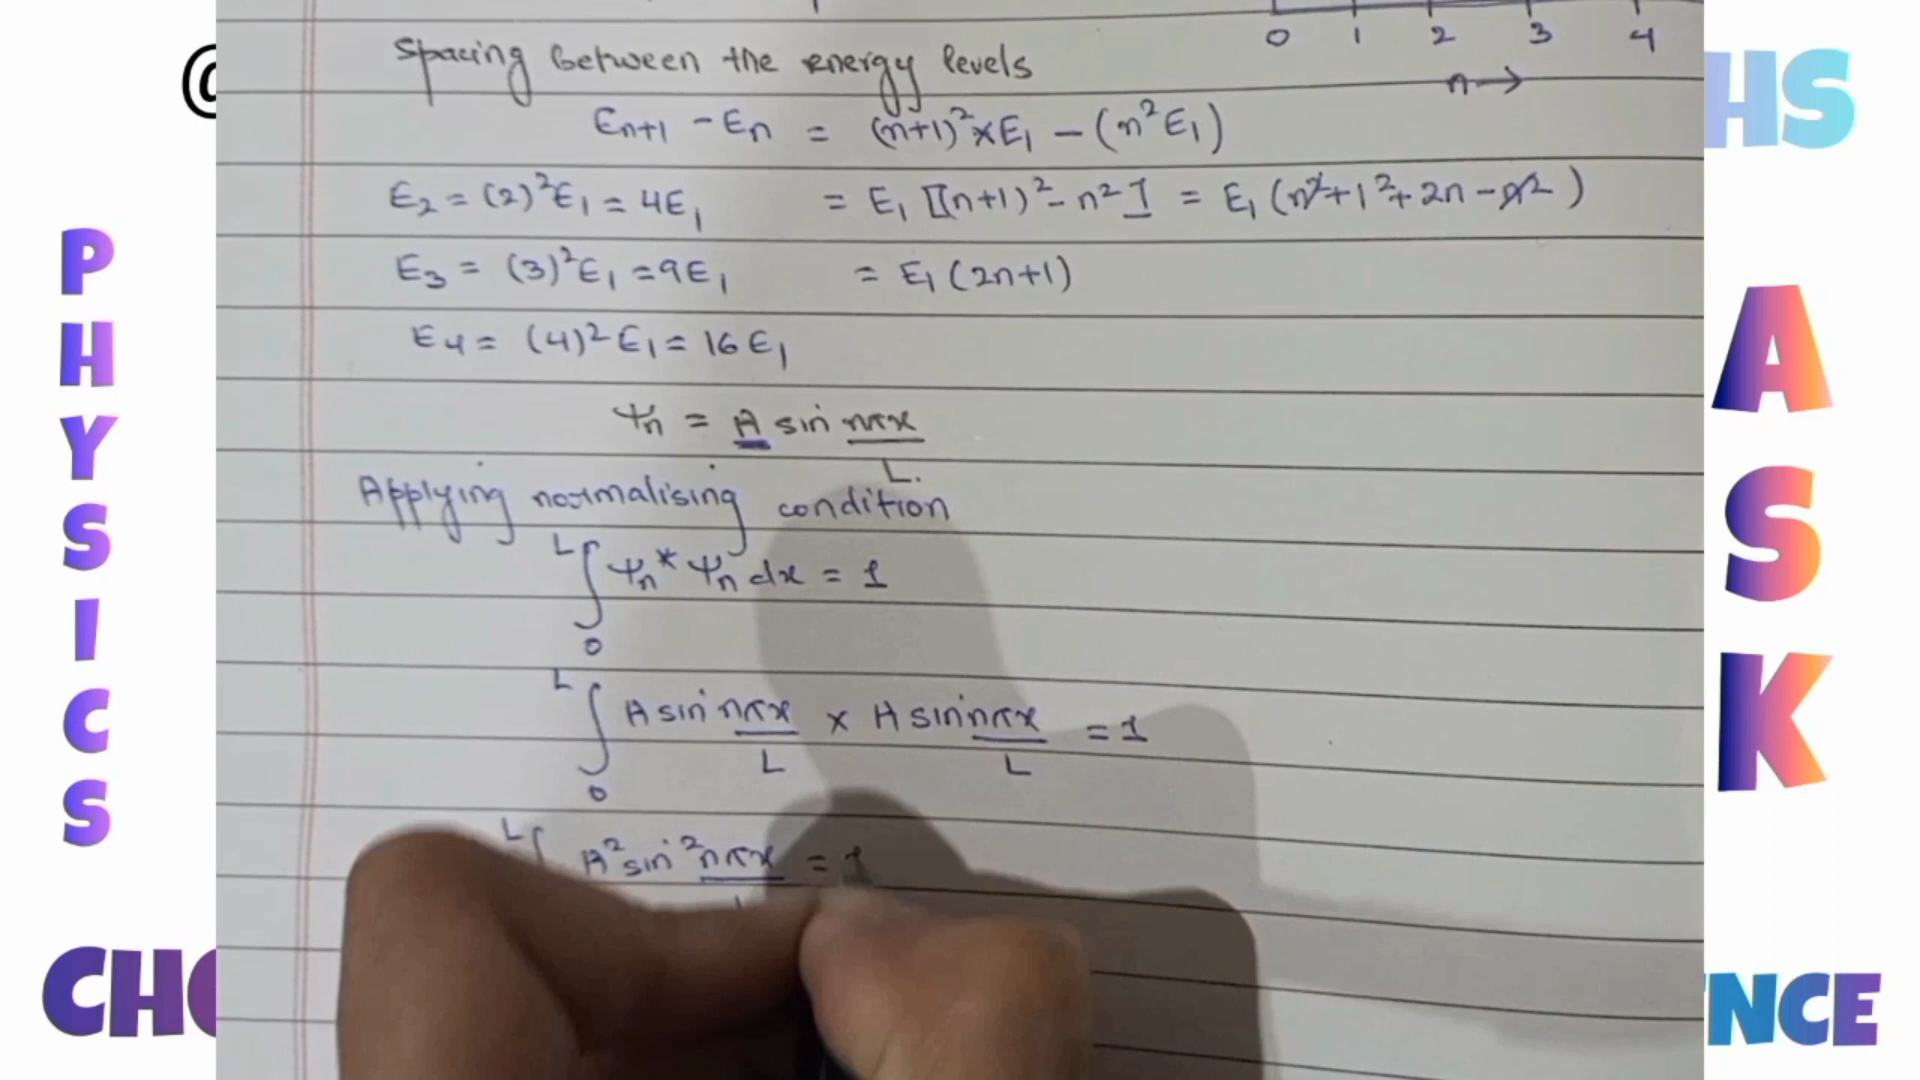 @
0 1 2 3 4
n→
Spacing between the energy levels
En+1 - En = (n+1)²×E₁ - (n²E₁)
E₂ = (2)²E₁ = 4E₁ = E₁ [(n+1)² - n²] = E₁ (n²+1²+2n-n²)
E₃ = (3)²E₁ = 9E₁ = E₁ (2n+1)
E₄ = (4)²E₁ = 16E₁
Ψn = A sin nπx
L.
Applying normalising condition
L∫0 Ψn* Ψn dx = 1
L∫0 A sin nπx/L × A sin nπx/L = 1
L∫ A² sin² nπx = 1
PHYSICS
HS
ASK
CH
NCE